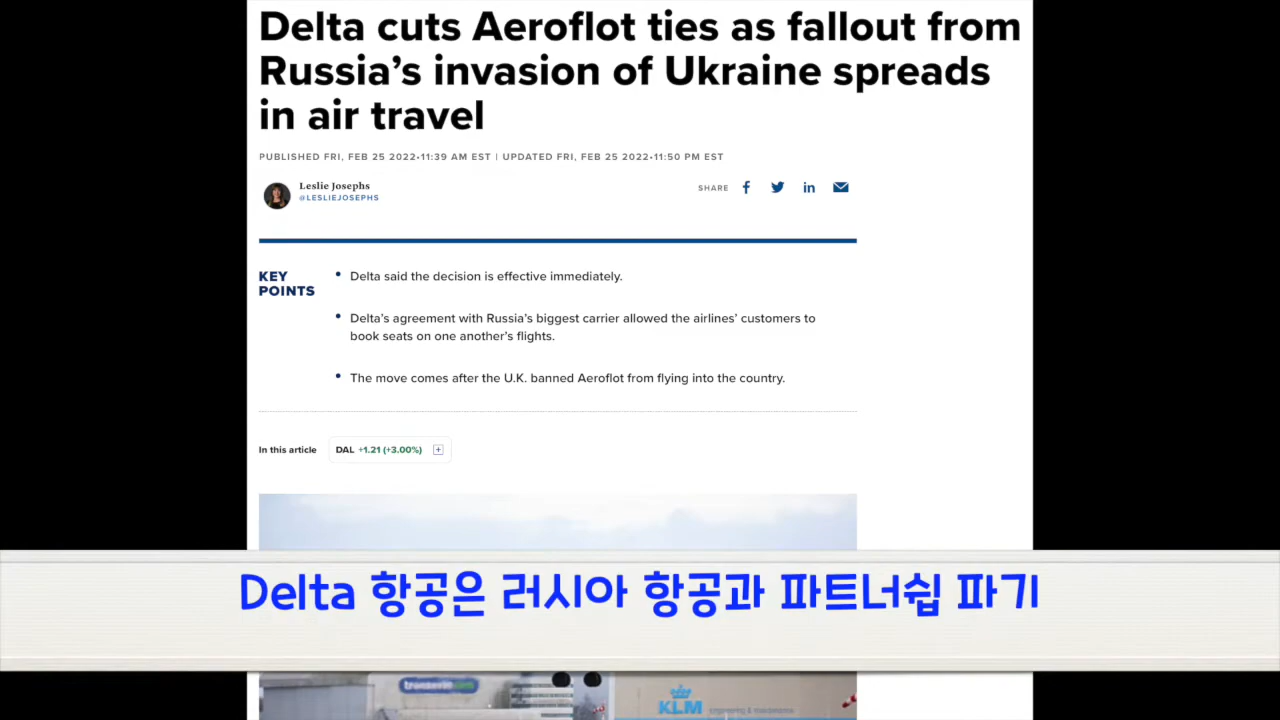 Delta cuts Aeroflot ties as fallout from
Russia's invasion of Ukraine spreads
in air travel
PUBLISHED FRI, FEB 25 2022•11:39 AM EST | UPDATED FRI, FEB 25 2022•11:50 PM EST
Leslie Josephs
@LESLIEJOSEPHS
SHARE
KEY
POINTS
Delta said the decision is effective immediately.
Delta's agreement with Russia's biggest carrier allowed the airlines' customers to
book seats on one another's flights.
The move comes after the U.K. banned Aeroflot from flying into the country.
In this article
DAL +1.21 (+3.00%)
Delta 항공은 러시아 항공과 파트너쉽 파기
KLM